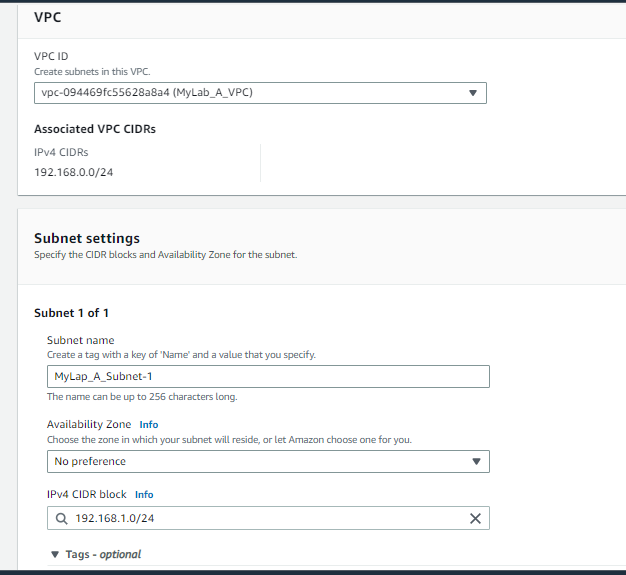 VPC
VPC ID
Create subnets in this VPC.
vpc-094469fc55628a8a4 (MyLab_A_VPC)
Associated VPC CIDRs
IPv4 CIDRs
192.168.0.0/24
Subnet settings
Specify the CIDR blocks and Availability Zone for the subnet.
Subnet 1 of 1
Subnet name
Create a tag with a key of 'Name' and a value that you specify.
MyLap_A_Subnet-1
The name can be up to 256 characters long.
Availability Zone Info
Choose the zone in which your subnet will reside, or let Amazon choose one for you.
No preference
IPv4 CIDR block Info
192.168.1.0/24
Tags - optional